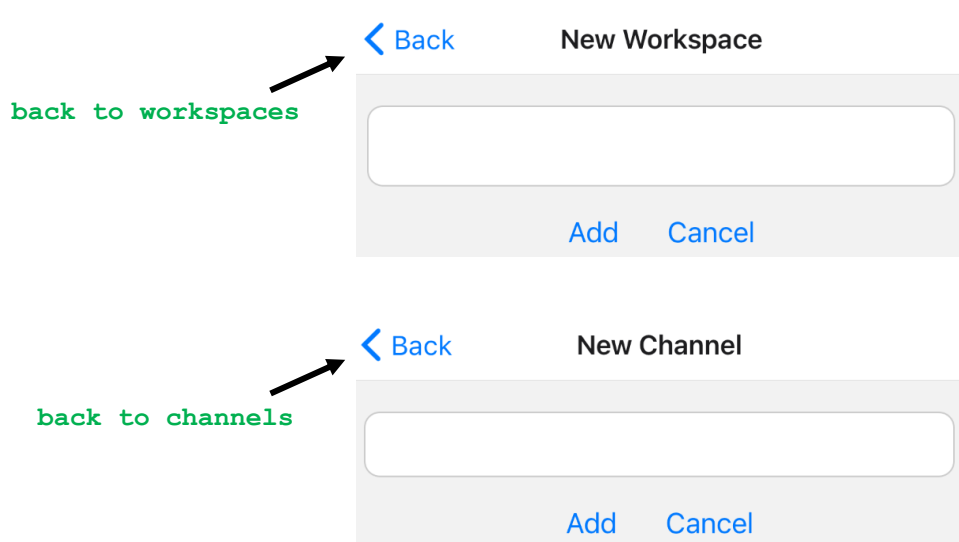 Back New Workspace
back to workspaces
Add Cancel
Back New Channel
back to channels
Add Cancel